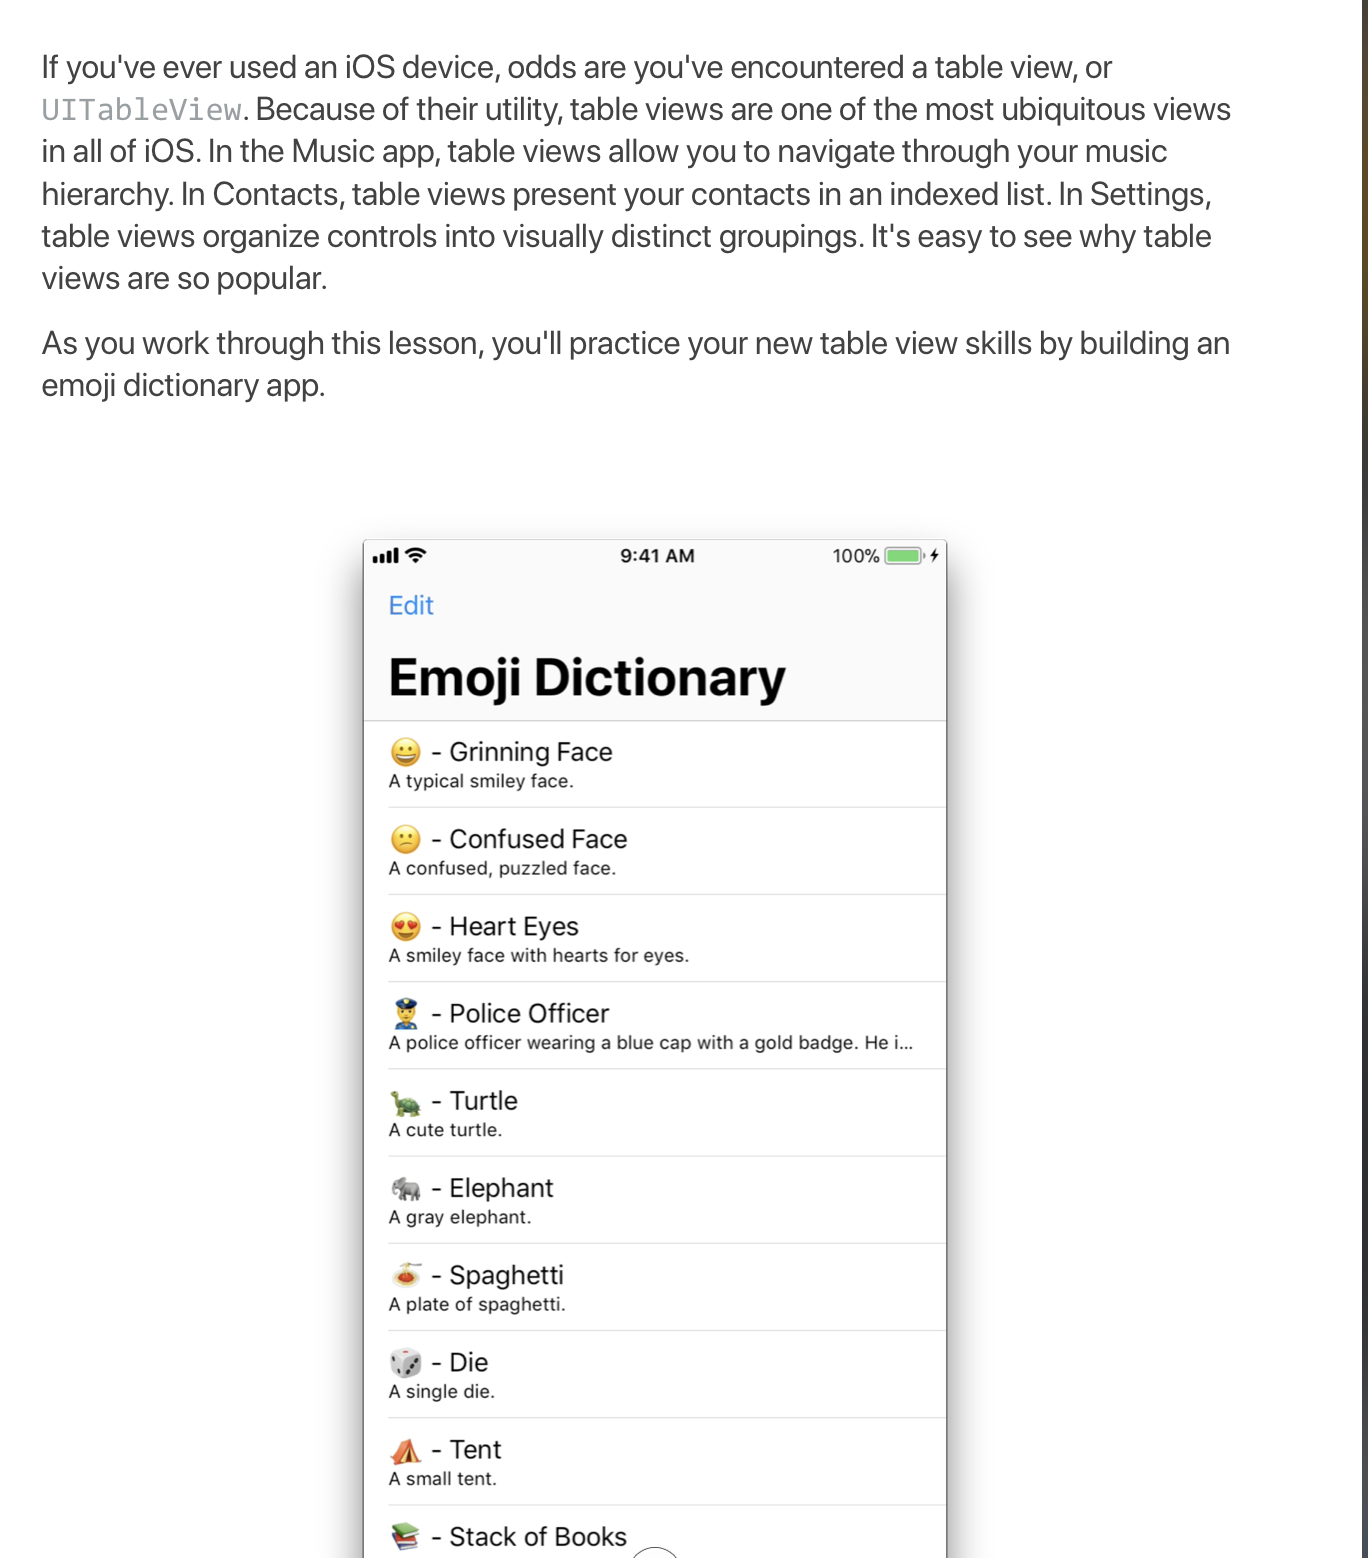 If you've ever used an iOS device, odds are you've encountered a table view, or
UITableView. Because of their utility, table views are one of the most ubiquitous views
in all of iOS. In the Music app, table views allow you to navigate through your music
hierarchy. In Contacts, table views present your contacts in an indexed list. In Settings,
table views organize controls into visually distinct groupings. It's easy to see why table
views are so popular.
As you work through this lesson, you'll practice your new table view skills by building an
emoji dictionary app.
9:41 AM 100%
Edit
Emoji Dictionary
😀 - Grinning Face
A typical smiley face.
😕 - Confused Face
A confused, puzzled face.
😍 - Heart Eyes
A smiley face with hearts for eyes.
👮 - Police Officer
A police officer wearing a blue cap with a gold badge. He i...
🐢 - Turtle
A cute turtle.
🐘 - Elephant
A gray elephant.
🍝 - Spaghetti
A plate of spaghetti.
🎲 - Die
A single die.
⛺ - Tent
A small tent.
📚 - Stack of Books